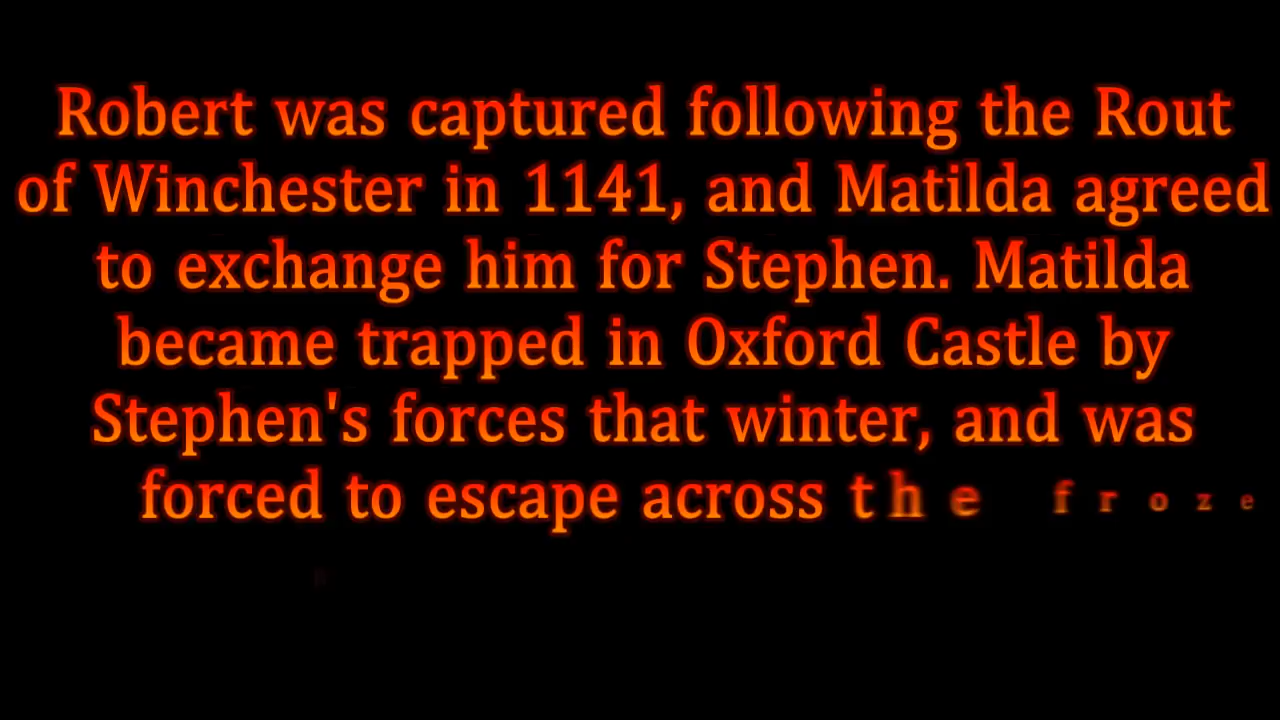 Robert was captured following the Rout
of Winchester in 1141, and Matilda agreed
to exchange him for Stephen. Matilda
became trapped in Oxford Castle by
Stephen's forces that winter, and was
forced to escape across the froze
n